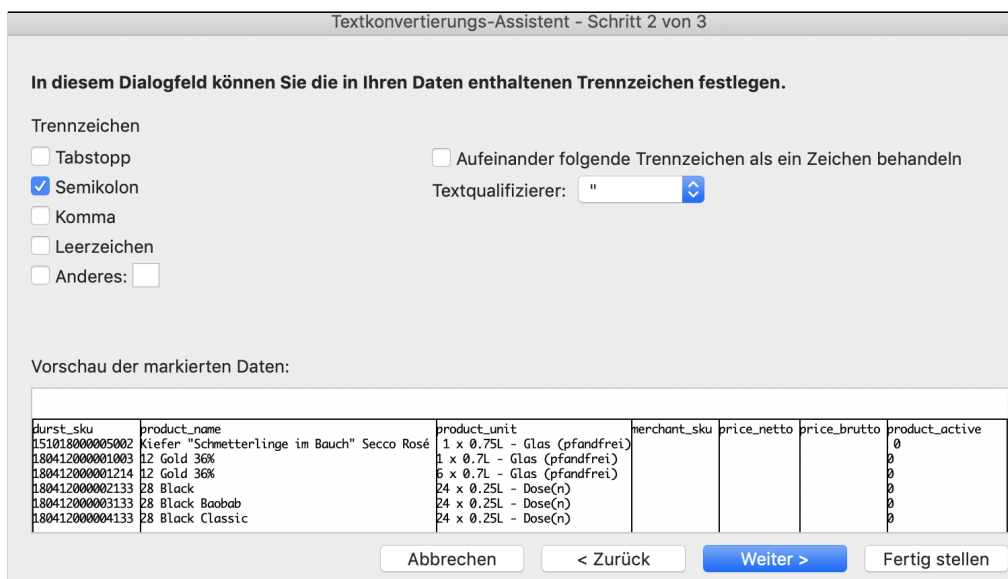 Textkonvertierungs-Assistent - Schritt 2 von 3
In diesem Dialogfeld können Sie die in Ihren Daten enthaltenen Trennzeichen festlegen.
Trennzeichen
Tabstopp
Semikolon
Komma
Leerzeichen
Anderes:
Aufeinander folgende Trennzeichen als ein Zeichen behandeln
Textqualifizierer: "
Vorschau der markierten Daten:
durst_sku product_name product_unit merchant_sku price_netto price_brutto product_active
151018000005002 Kiefer "Schmetterlinge im Bauch" Secco Rosé 1 x 0.75L - Glas (pfandfrei) 0
180412000001003 12 Gold 36% 1 x 0.7L - Glas (pfandfrei) 0
180412000001214 12 Gold 36% 6 x 0.7L - Glas (pfandfrei) 0
180412000002133 28 Black 24 x 0.25L - Dose(n) 0
180412000003133 28 Black Baobab 24 x 0.25L - Dose(n) 0
180412000004133 28 Black Classic 24 x 0.25L - Dose(n) 0
Abbrechen < Zurück Weiter > Fertig stellen